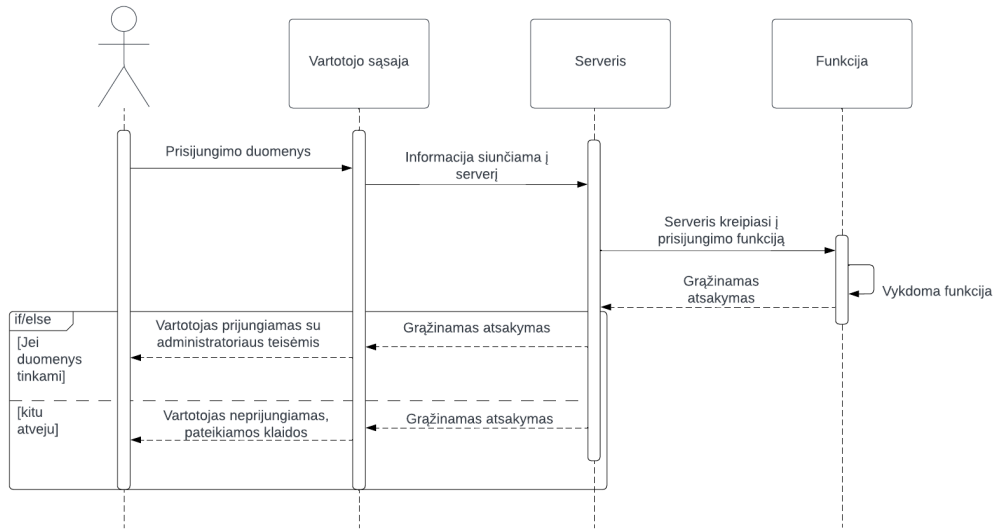 Vartotojo sąsaja
Serveris
Funkcija
Prisijungimo duomenys
Informacija siunčiama į
serverį
Serveris kreipiasi į
prisijungimo funkciją
Vykdoma funkcija
Grąžinamas
atsakymas
if/else
[Jei
duomenys
tinkami]
Vartotojas prijungiamas su
administratoriaus teisėmis
Grąžinamas atsakymas
[kitu
atveju]
Vartotojas neprijungiamas,
pateikiamos klaidos
Grąžinamas atsakymas